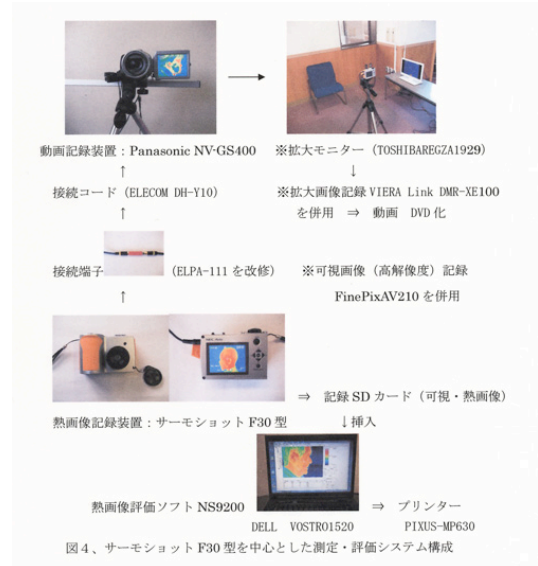 動画記録装置：Panasonic NV-GS400　※拡大モニター（TOSHIBAREGZA1929）
↑　↓
接続コード（ELECOM DH-Y10）　※拡大画像記録 VIERA Link DMR-XE100
↑　を併用　⇒　動画　DVD 化
接続端子　（ELPA-111 を改修）　※可視画像（高解像度）記録
↑　FinePixAV210 を併用
⇒　記録 SD カード（可視・熱画像）
熱画像記録装置：サーモショット F30 型　↓挿入
熱画像評価ソフト NS9200　⇒　プリンター
DELL　VOSTRO1520　PIXUS-MP630
図４、サーモショット F30 型を中心とした測定・評価システム構成